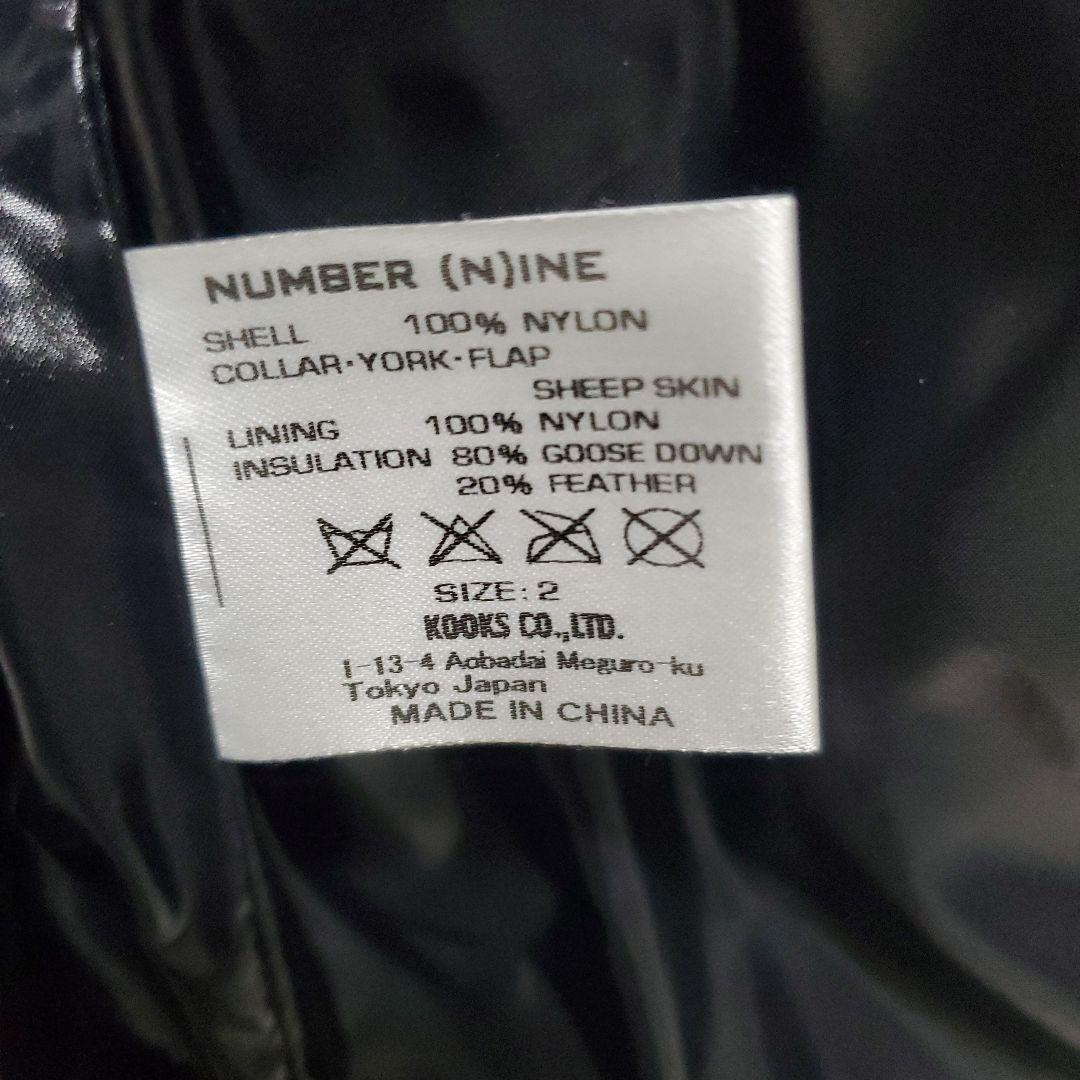 NUMBER (N)INE
SHELL 100% NYLON
COLLAR·YORK·FLAP
SHEEP SKIN
LINING 100% NYLON
INSULATION 80% GOOSE DOWN
20% FEATHER
SIZE: 2
KOOKS CO.,LTD.
1-13-4 Aobadai Meguro-ku
Tokyo Japan
MADE IN CHINA